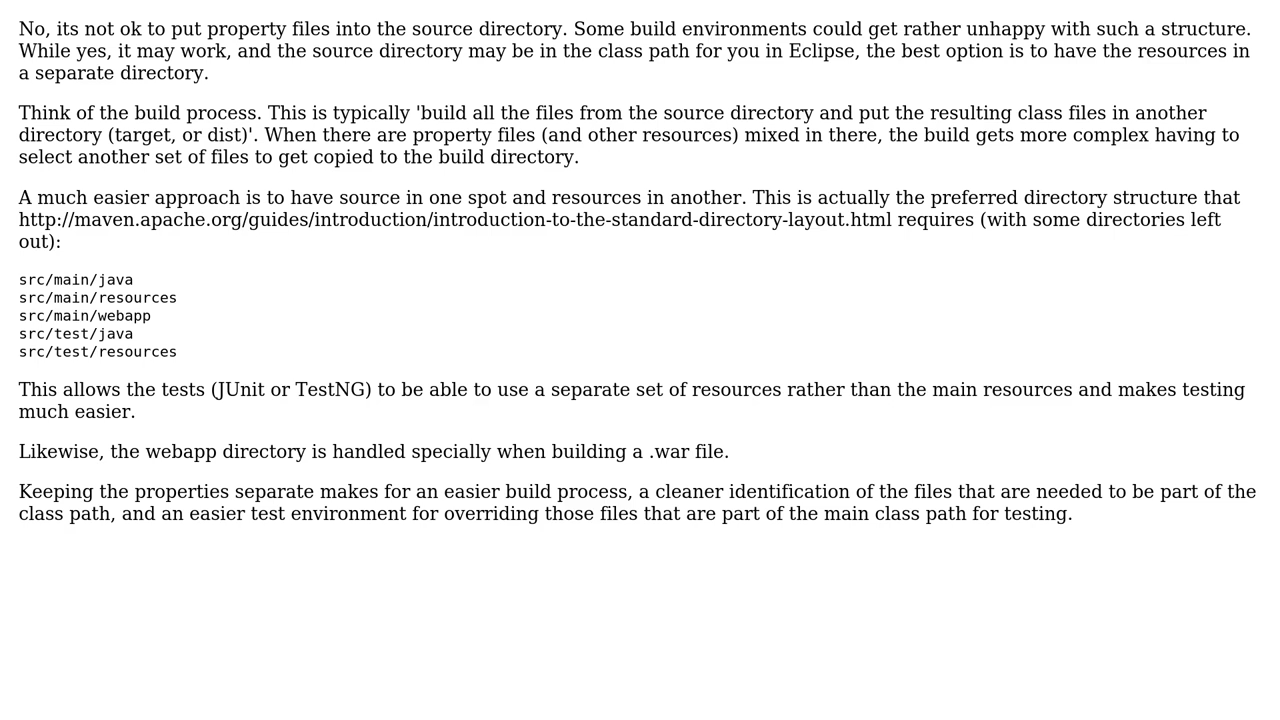 No, its not ok to put property files into the source directory. Some build environments could get rather unhappy with such a structure.
While yes, it may work, and the source directory may be in the class path for you in Eclipse, the best option is to have the resources in
a separate directory.
Think of the build process. This is typically 'build all the files from the source directory and put the resulting class files in another
directory (target, or dist)'. When there are property files (and other resources) mixed in there, the build gets more complex having to
select another set of files to get copied to the build directory.
A much easier approach is to have source in one spot and resources in another. This is actually the preferred directory structure that
http://maven.apache.org/guides/introduction/introduction-to-the-standard-directory-layout.html requires (with some directories left
out):
src/main/java
src/main/resources
src/main/webapp
src/test/java
src/test/resources
This allows the tests (JUnit or TestNG) to be able to use a separate set of resources rather than the main resources and makes testing
much easier.
Likewise, the webapp directory is handled specially when building a .war file.
Keeping the properties separate makes for an easier build process, a cleaner identification of the files that are needed to be part of the
class path, and an easier test environment for overriding those files that are part of the main class path for testing.